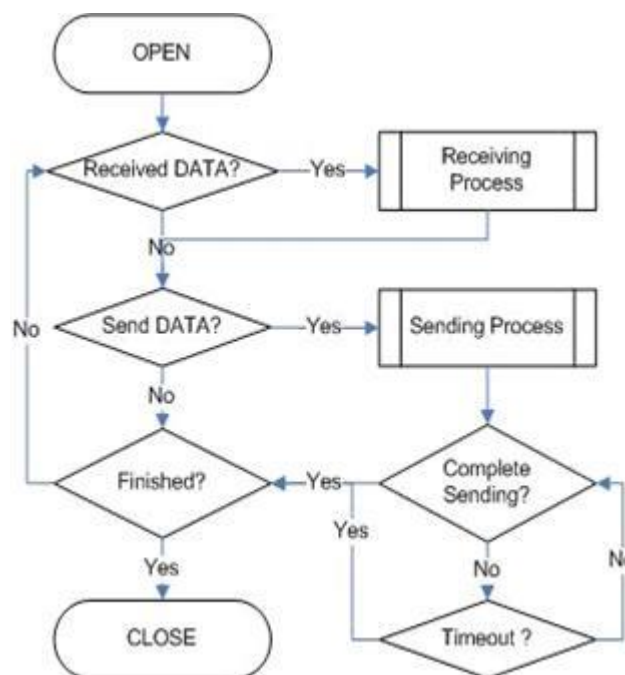 OPEN
Received DATA?
Yes
Receiving
Process
No
Send DATA?
Yes
Sending Process
No
No
Finished?
Yes
Complete
Sending?
Yes
No
No
Yes
CLOSE
Timeout ?